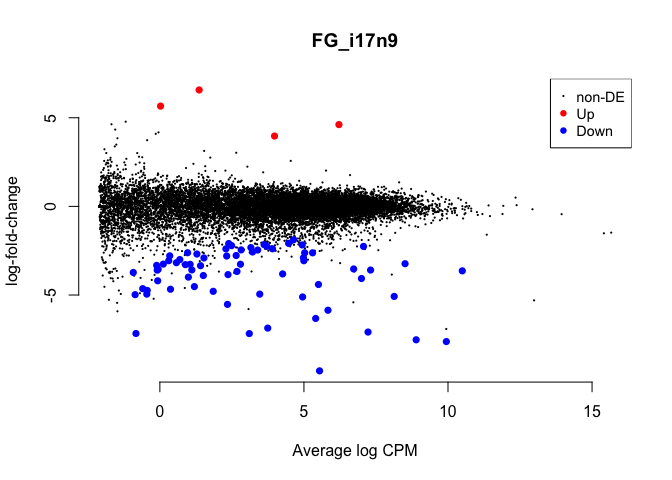 FG_i17n9
non-DE
Up
Down
5
0
-5
log-fold-change
0
5
10
15
Average log CPM